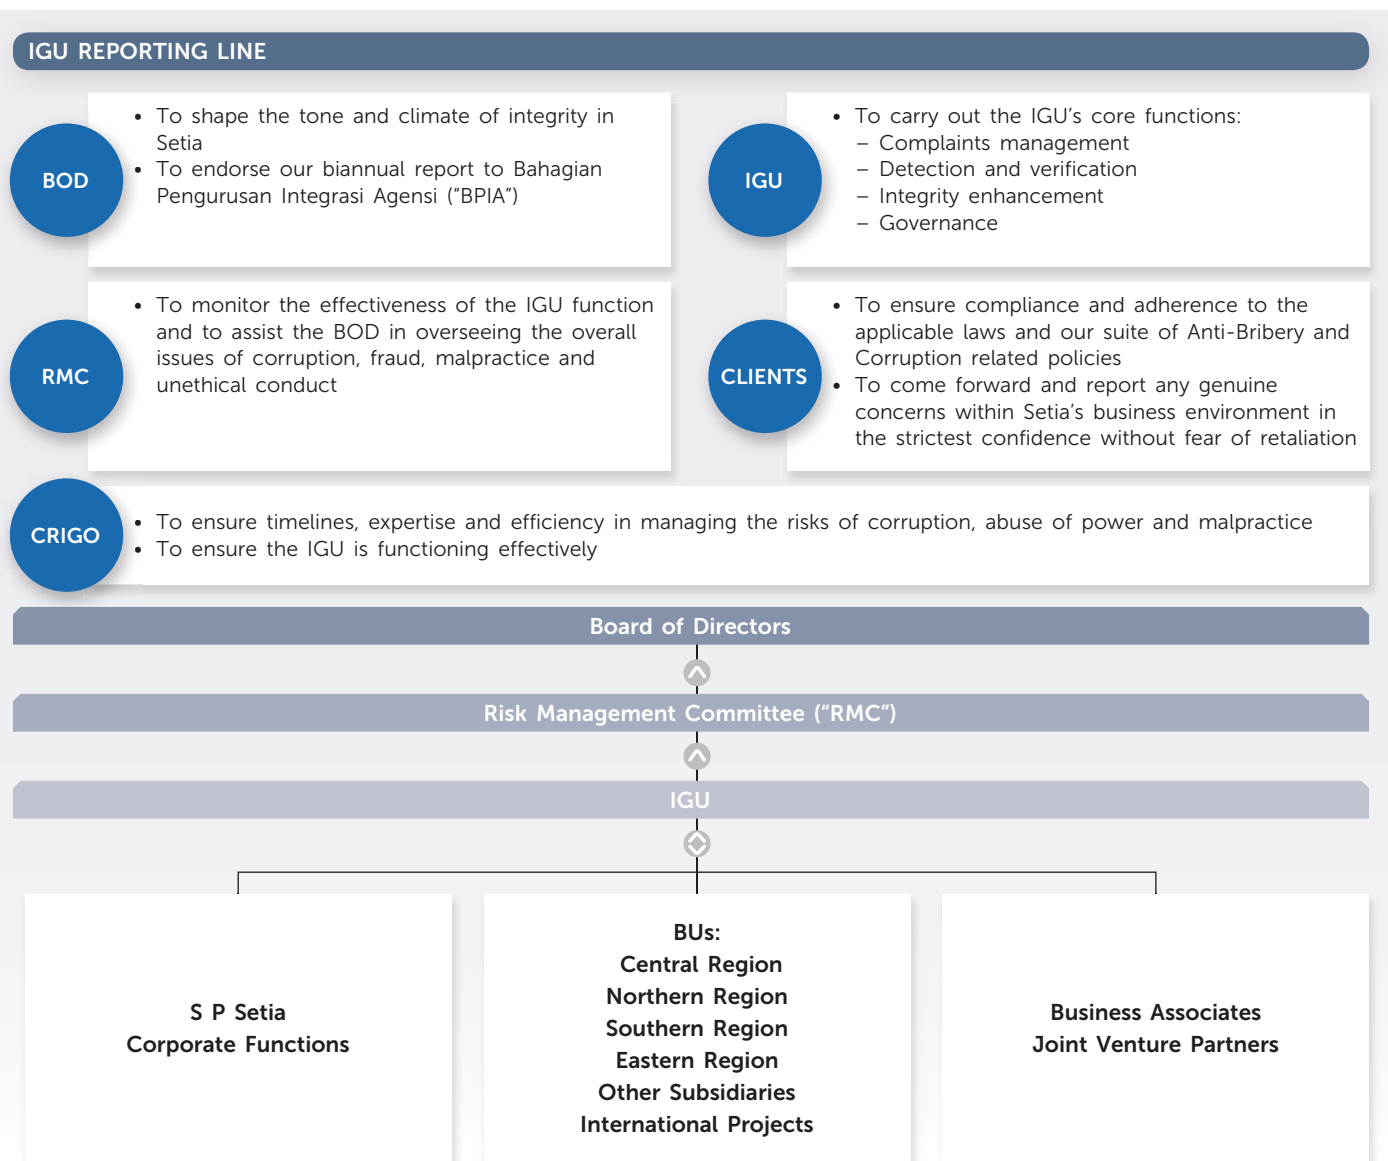 IGU REPORTING LINE
BOD
• To shape the tone and climate of integrity in
Setia
• To endorse our biannual report to Bahagian
Pengurusan Integrasi Agensi (“BPIA”)
IGU
• To carry out the IGU’s core functions:
– Complaints management
– Detection and verification
– Integrity enhancement
– Governance
RMC
• To monitor the effectiveness of the IGU function
and to assist the BOD in overseeing the overall
issues of corruption, fraud, malpractice and
unethical conduct
CLIENTS
• To ensure compliance and adherence to the
applicable laws and our suite of Anti-Bribery and
Corruption related policies
• To come forward and report any genuine
concerns within Setia’s business environment in
the strictest confidence without fear of retaliation
CRIGO
• To ensure timelines, expertise and efficiency in managing the risks of corruption, abuse of power and malpractice
• To ensure the IGU is functioning effectively
Board of Directors
Risk Management Committee (“RMC”)
IGU
S P Setia
Corporate Functions
BUs:
Central Region
Northern Region
Southern Region
Eastern Region
Other Subsidiaries
International Projects
Business Associates
Joint Venture Partners